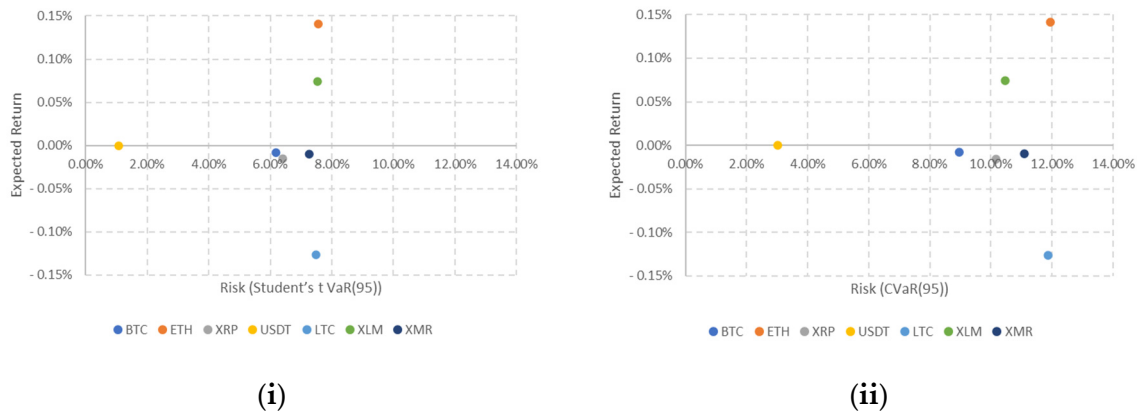 0.15%
0.10%
0.05%
0.00%
- 0.05%
- 0.10%
- 0.15%
Expected Return
0.00% 2.00% 4.00% 6.00% 8.00% 10.00% 12.00% 14.00%
Risk (Student's t VaR(95))
BTC ETH XRP USDT LTC XLM XMR
(i)
0.15%
0.10%
0.05%
0.00%
- 0.05%
- 0.10%
- 0.15%
Expected Return
0.00% 2.00% 4.00% 6.00% 8.00% 10.00% 12.00% 14.00%
Risk (CVaR(95))
BTC ETH XRP USDT LTC XLM XMR
(ii)